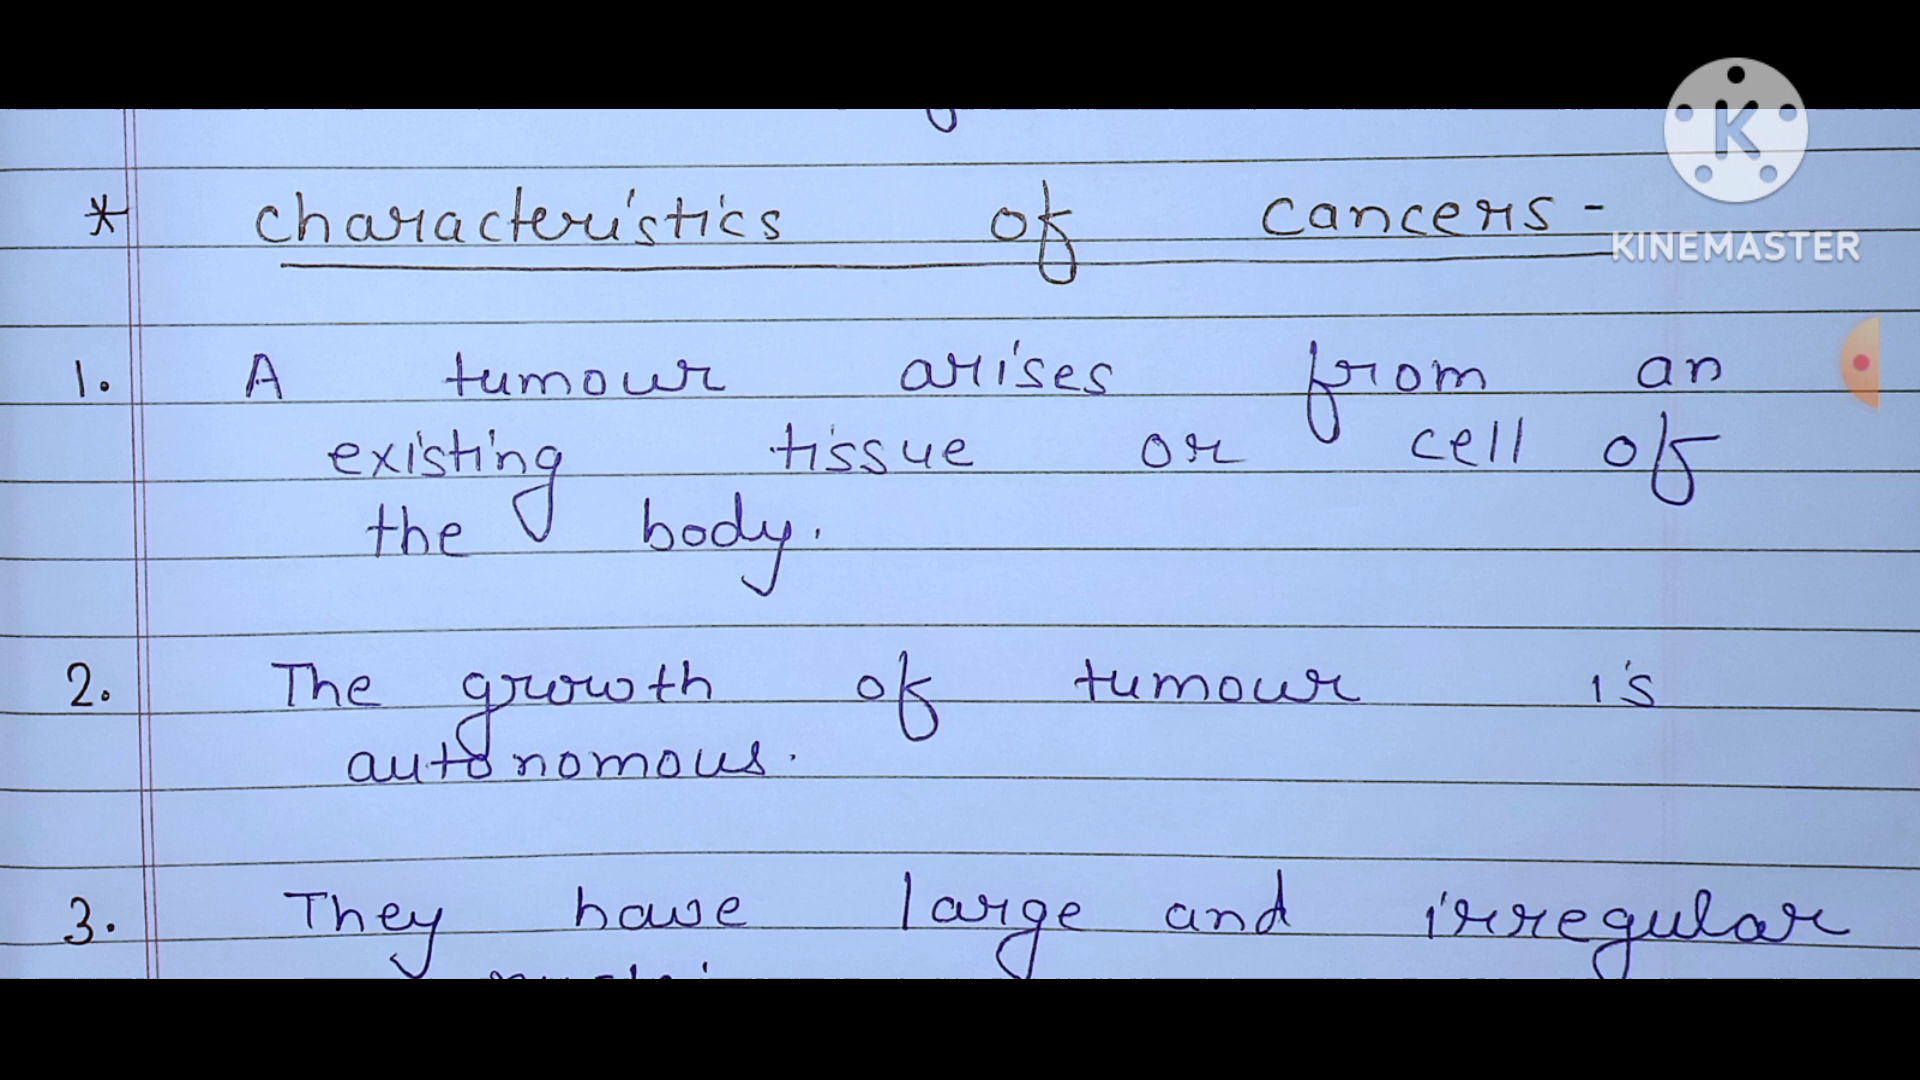 * Characteristics of Cancers -
KINEMASTER
1. A tumour arises from an
existing tissue or cell of
the body.
2. The growth of tumour is
autonomous.
3. They have large and irregular